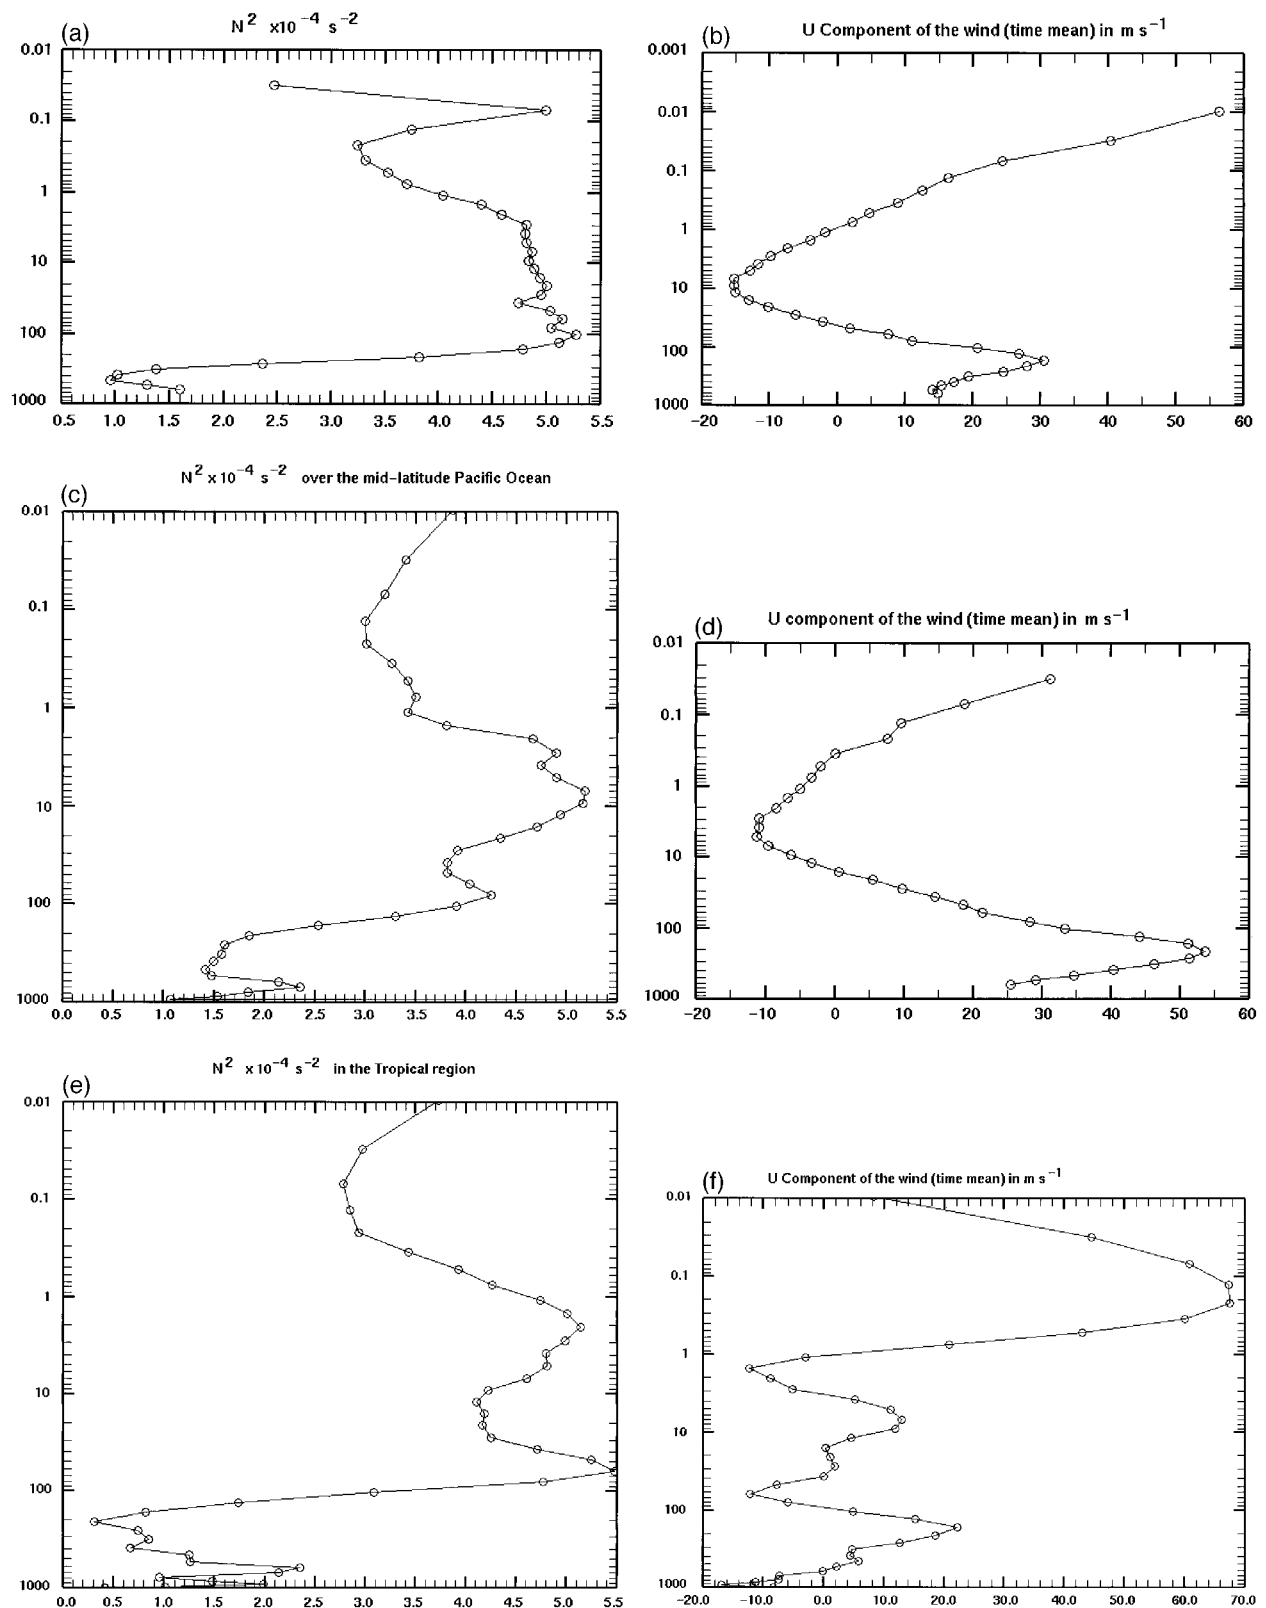 (a)
N² x10⁻⁴ s⁻²
0.01
0.1
1
10
100
1000
0.5 1.0 1.5 2.0 2.5 3.0 3.5 4.0 4.5 5.0 5.5
(b)
U Component of the wind (time mean) in m s⁻¹
0.001
0.01
0.1
1
10
100
1000
−20 −10 0 10 20 30 40 50 60
(c)
N² x 10⁻⁴ s⁻² over the mid−latitude Pacific Ocean
0.01
0.1
1
10
100
1000
0.0 0.5 1.0 1.5 2.0 2.5 3.0 3.5 4.0 4.5 5.0 5.5
(d)
U component of the wind (time mean) in m s⁻¹
0.01
0.1
1
10
100
1000
−20 −10 0 10 20 30 40 50 60
(e)
N² x 10⁻⁴ s⁻² in the Tropical region
0.01
0.1
1
10
100
1000
0.0 0.5 1.0 1.5 2.0 2.5 3.0 3.5 4.0 4.5 5.0 5.5
(f)
U Component of the wind (time mean) in m s⁻¹
0.01
0.1
1
10
100
1000
−20.0 −10.0 0.0 10.0 20.0 30.0 40.0 50.0 60.0 70.0